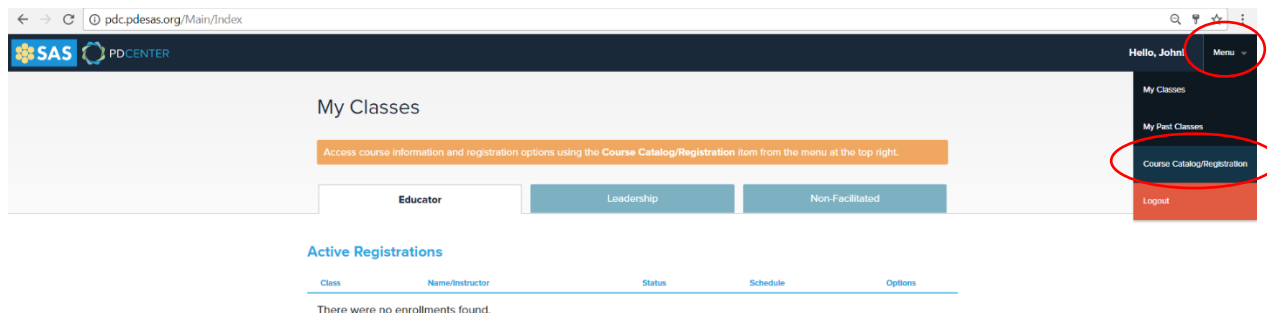 pdc.pdesas.org/Main/Index
SAS PDCENTER
Hello, John!
Menu
My Classes
My Past Classes
Course Catalog/Registration
Logout
My Classes
Access course information and registration options using the Course Catalog/Registration item from the menu at the top right.
Educator Leadership Non-Facilitated
Active Registrations
Class Name/Instructor Status Schedule Options
There were no enrollments found.